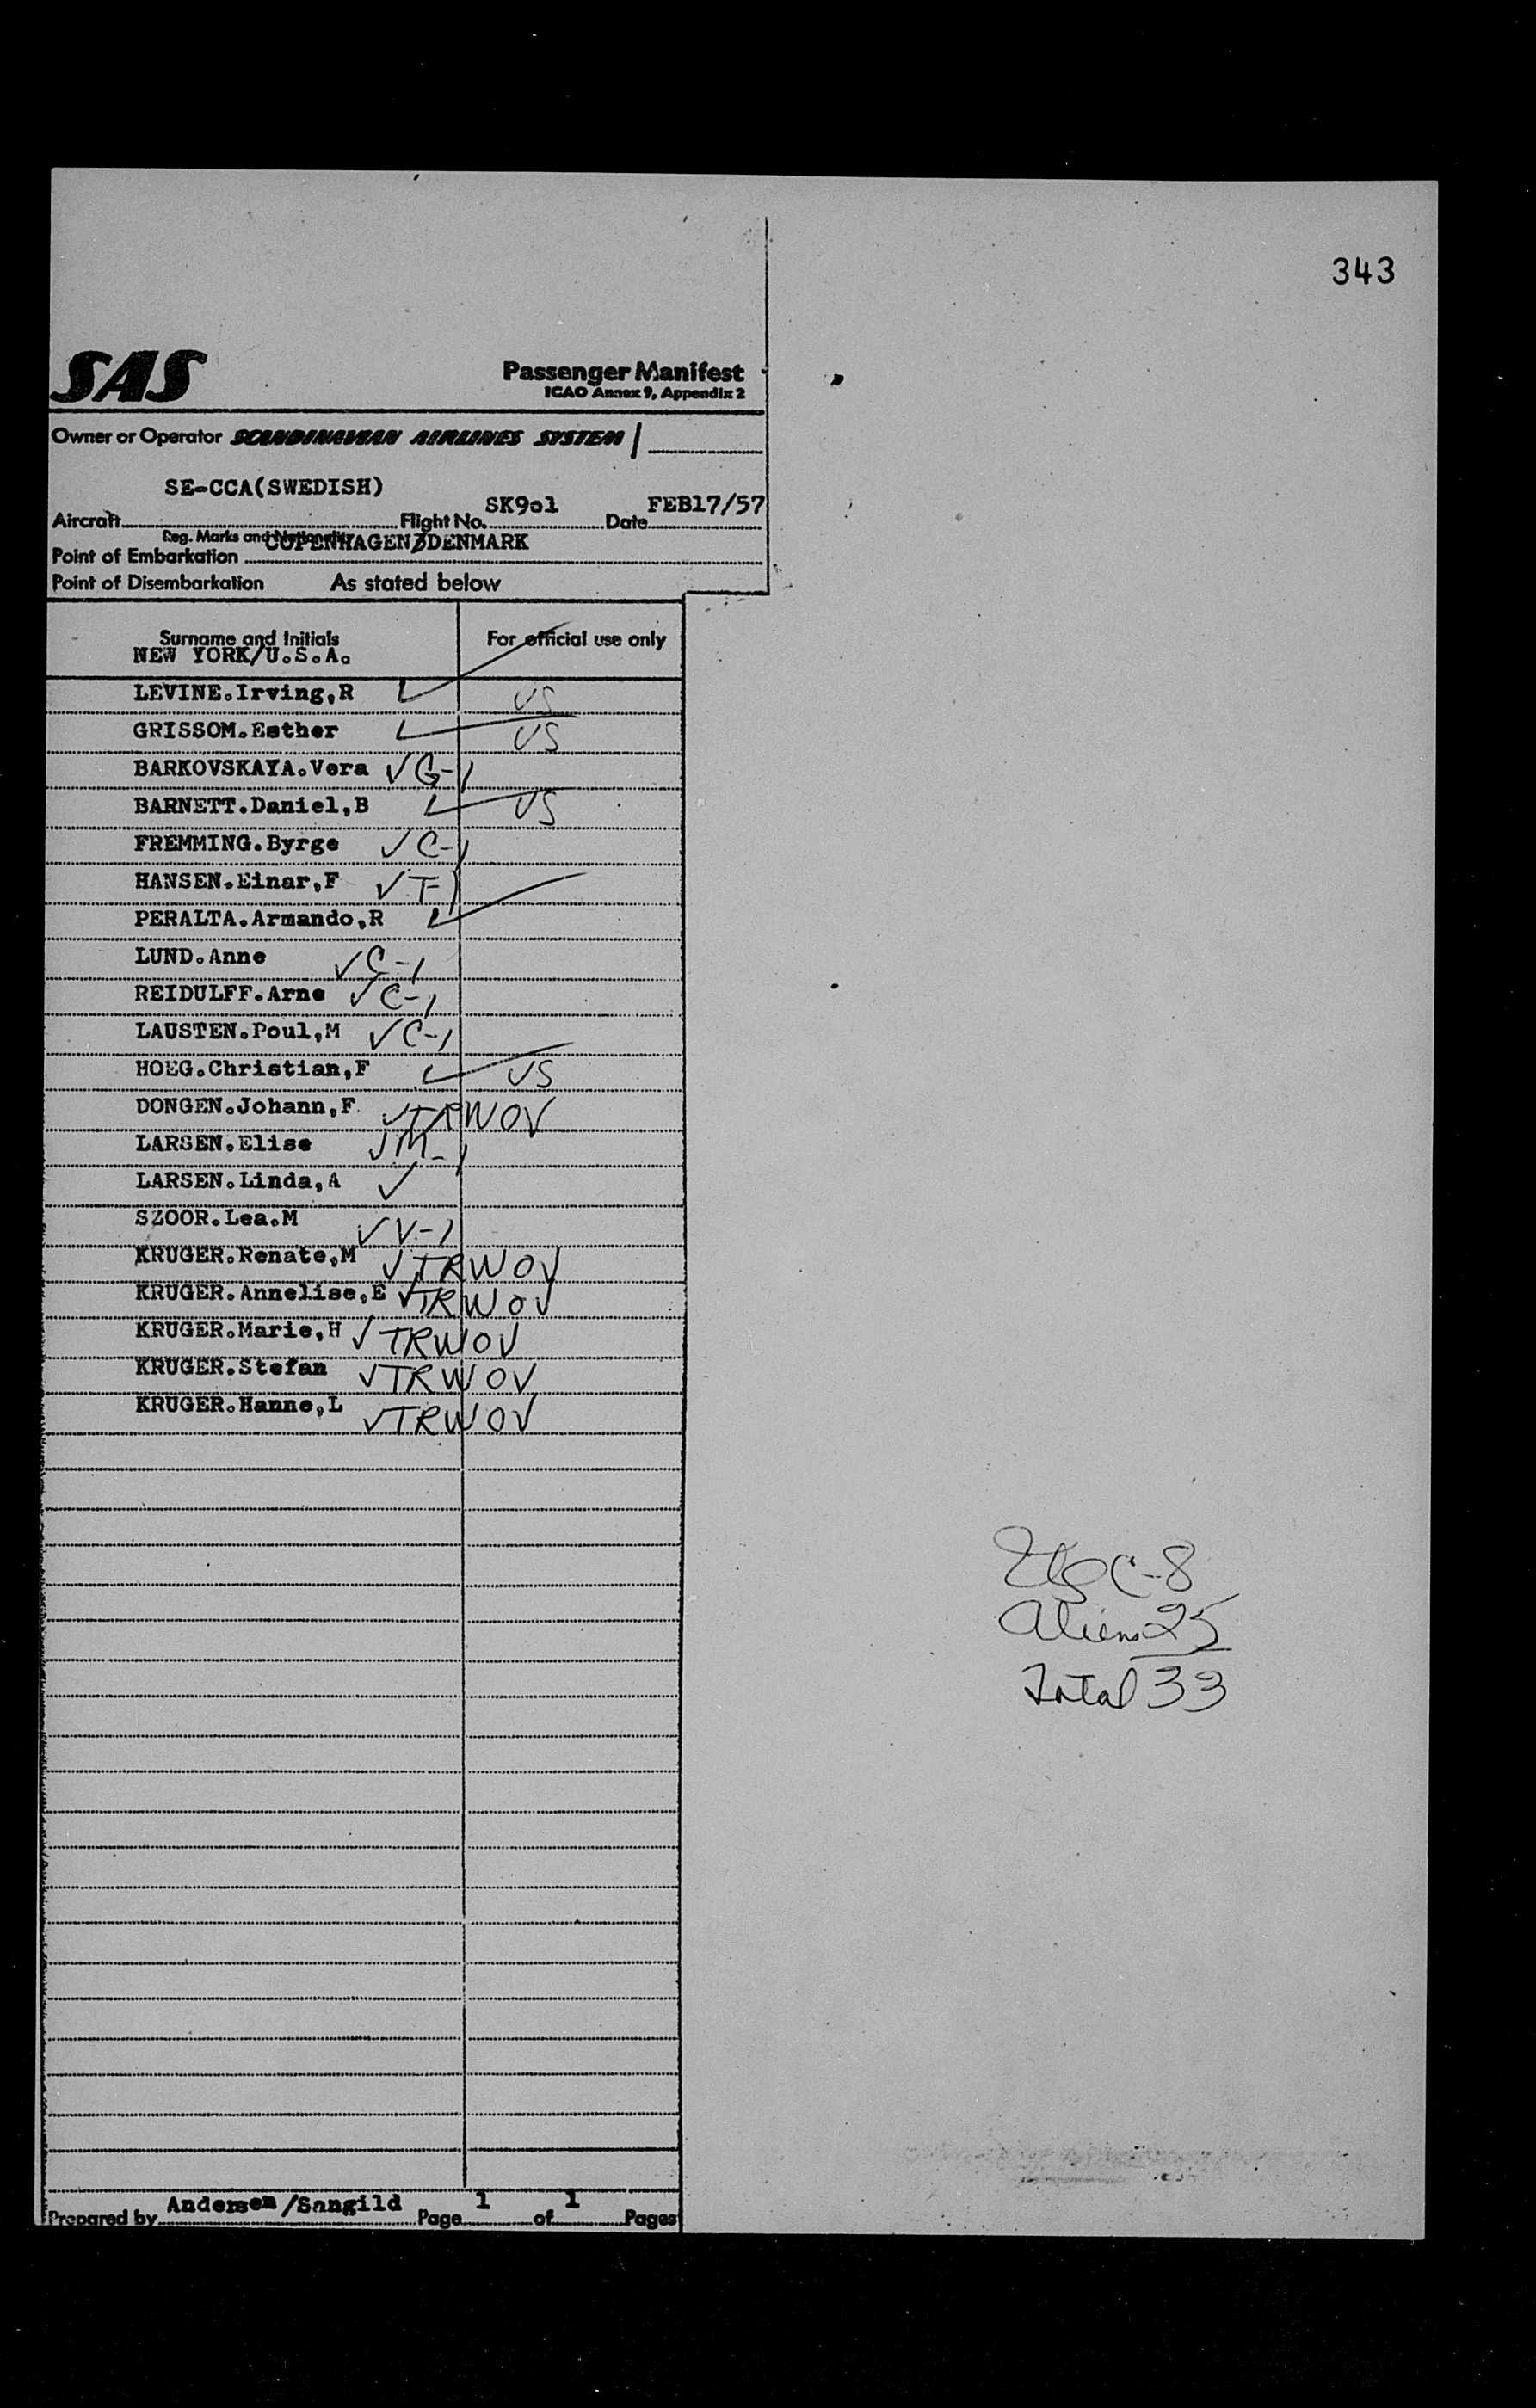 343
SAS
Passenger Manifest
ICAO Annex 9, Appendix 2
Owner or Operator SCANDINAVIAN AIRLINES SYSTEM
SE-CCA(SWEDISH) SK901 FEB17/57
Aircraft Flight No. Date
Reg. Marks and Nationality
COPENHAGEN/DENMARK
Point of Embarkation
Point of Disembarkation As stated below
Surname and Initials For official use only
NEW YORK/U.S.A.
LEVINE.Irving,R ✓ US
GRISSOM.Esther ✓ US
BARKOVSKAYA.Vera ✓ G-1
BARNETT.Daniel,B ✓ US
FREMMING.Byrge ✓ C-1
HANSEN.Einar,F ✓
PERALTA.Armando,R ✓
LUND.Anne ✓ C-1
REIDULFF.Arne ✓ C-1
LAUSTEN.Poul,M ✓ C-1
HOEG.Christian,F ✓ US
DONGEN.Johann,F. ✓ TRWOV
LARSEN.Elise ✓ M-1
LARSEN.Linda,A ✓
SZOOR.Lea.M ✓ V-1
KRUGER.Renate,M ✓ TRWOV
KRUGER.Annelise,E ✓ TRWOV
KRUGER.Marie,H ✓ TRWOV
KRUGER.Stefan ✓ TRWOV
KRUGER.Hanne,L ✓ TRWOV
C-8
Aliens 25
Total 33
Andersen/Sangild 1 1
Prepared by Page of Pages